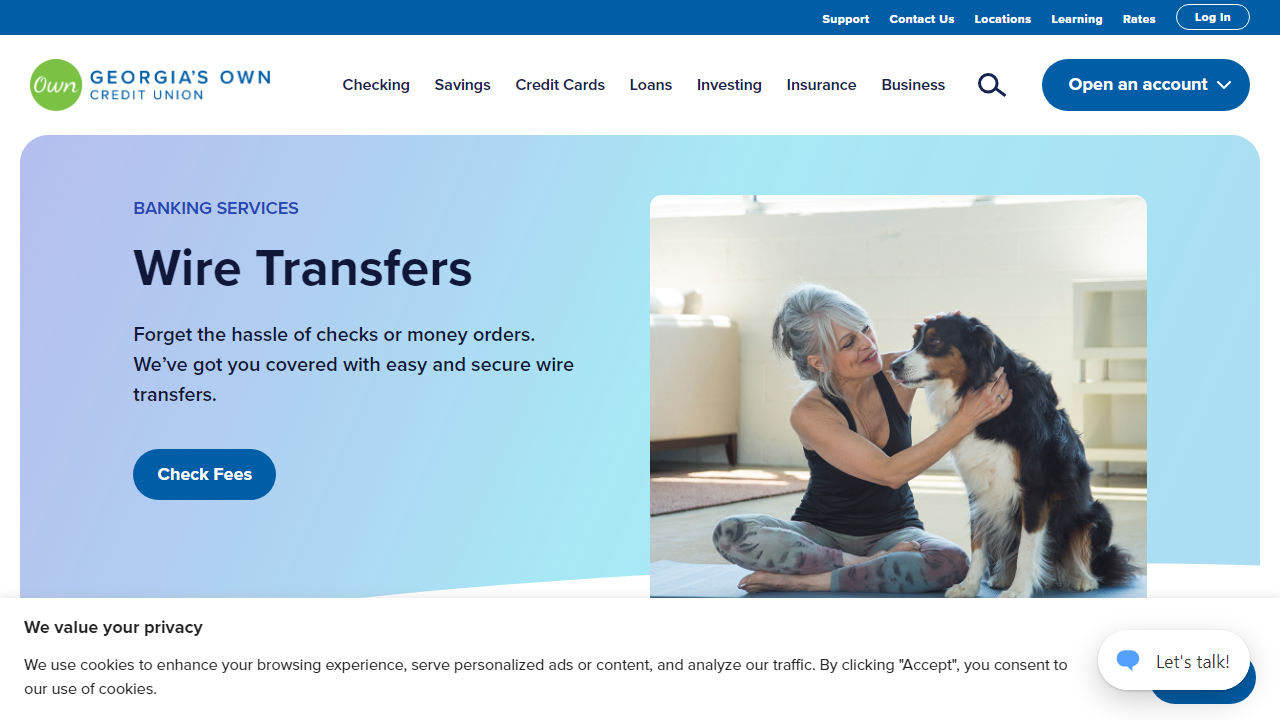 Support Contact Us Locations Learning Rates Log In
Own GEORGIA'S OWN
CREDIT UNION
Checking Savings Credit Cards Loans Investing Insurance Business Open an account
BANKING SERVICES
Wire Transfers
Forget the hassle of checks or money orders.
We’ve got you covered with easy and secure wire
transfers.
Check Fees
We value your privacy
We use cookies to enhance your browsing experience, serve personalized ads or content, and analyze our traffic. By clicking "Accept", you consent to
our use of cookies.
Let's talk!